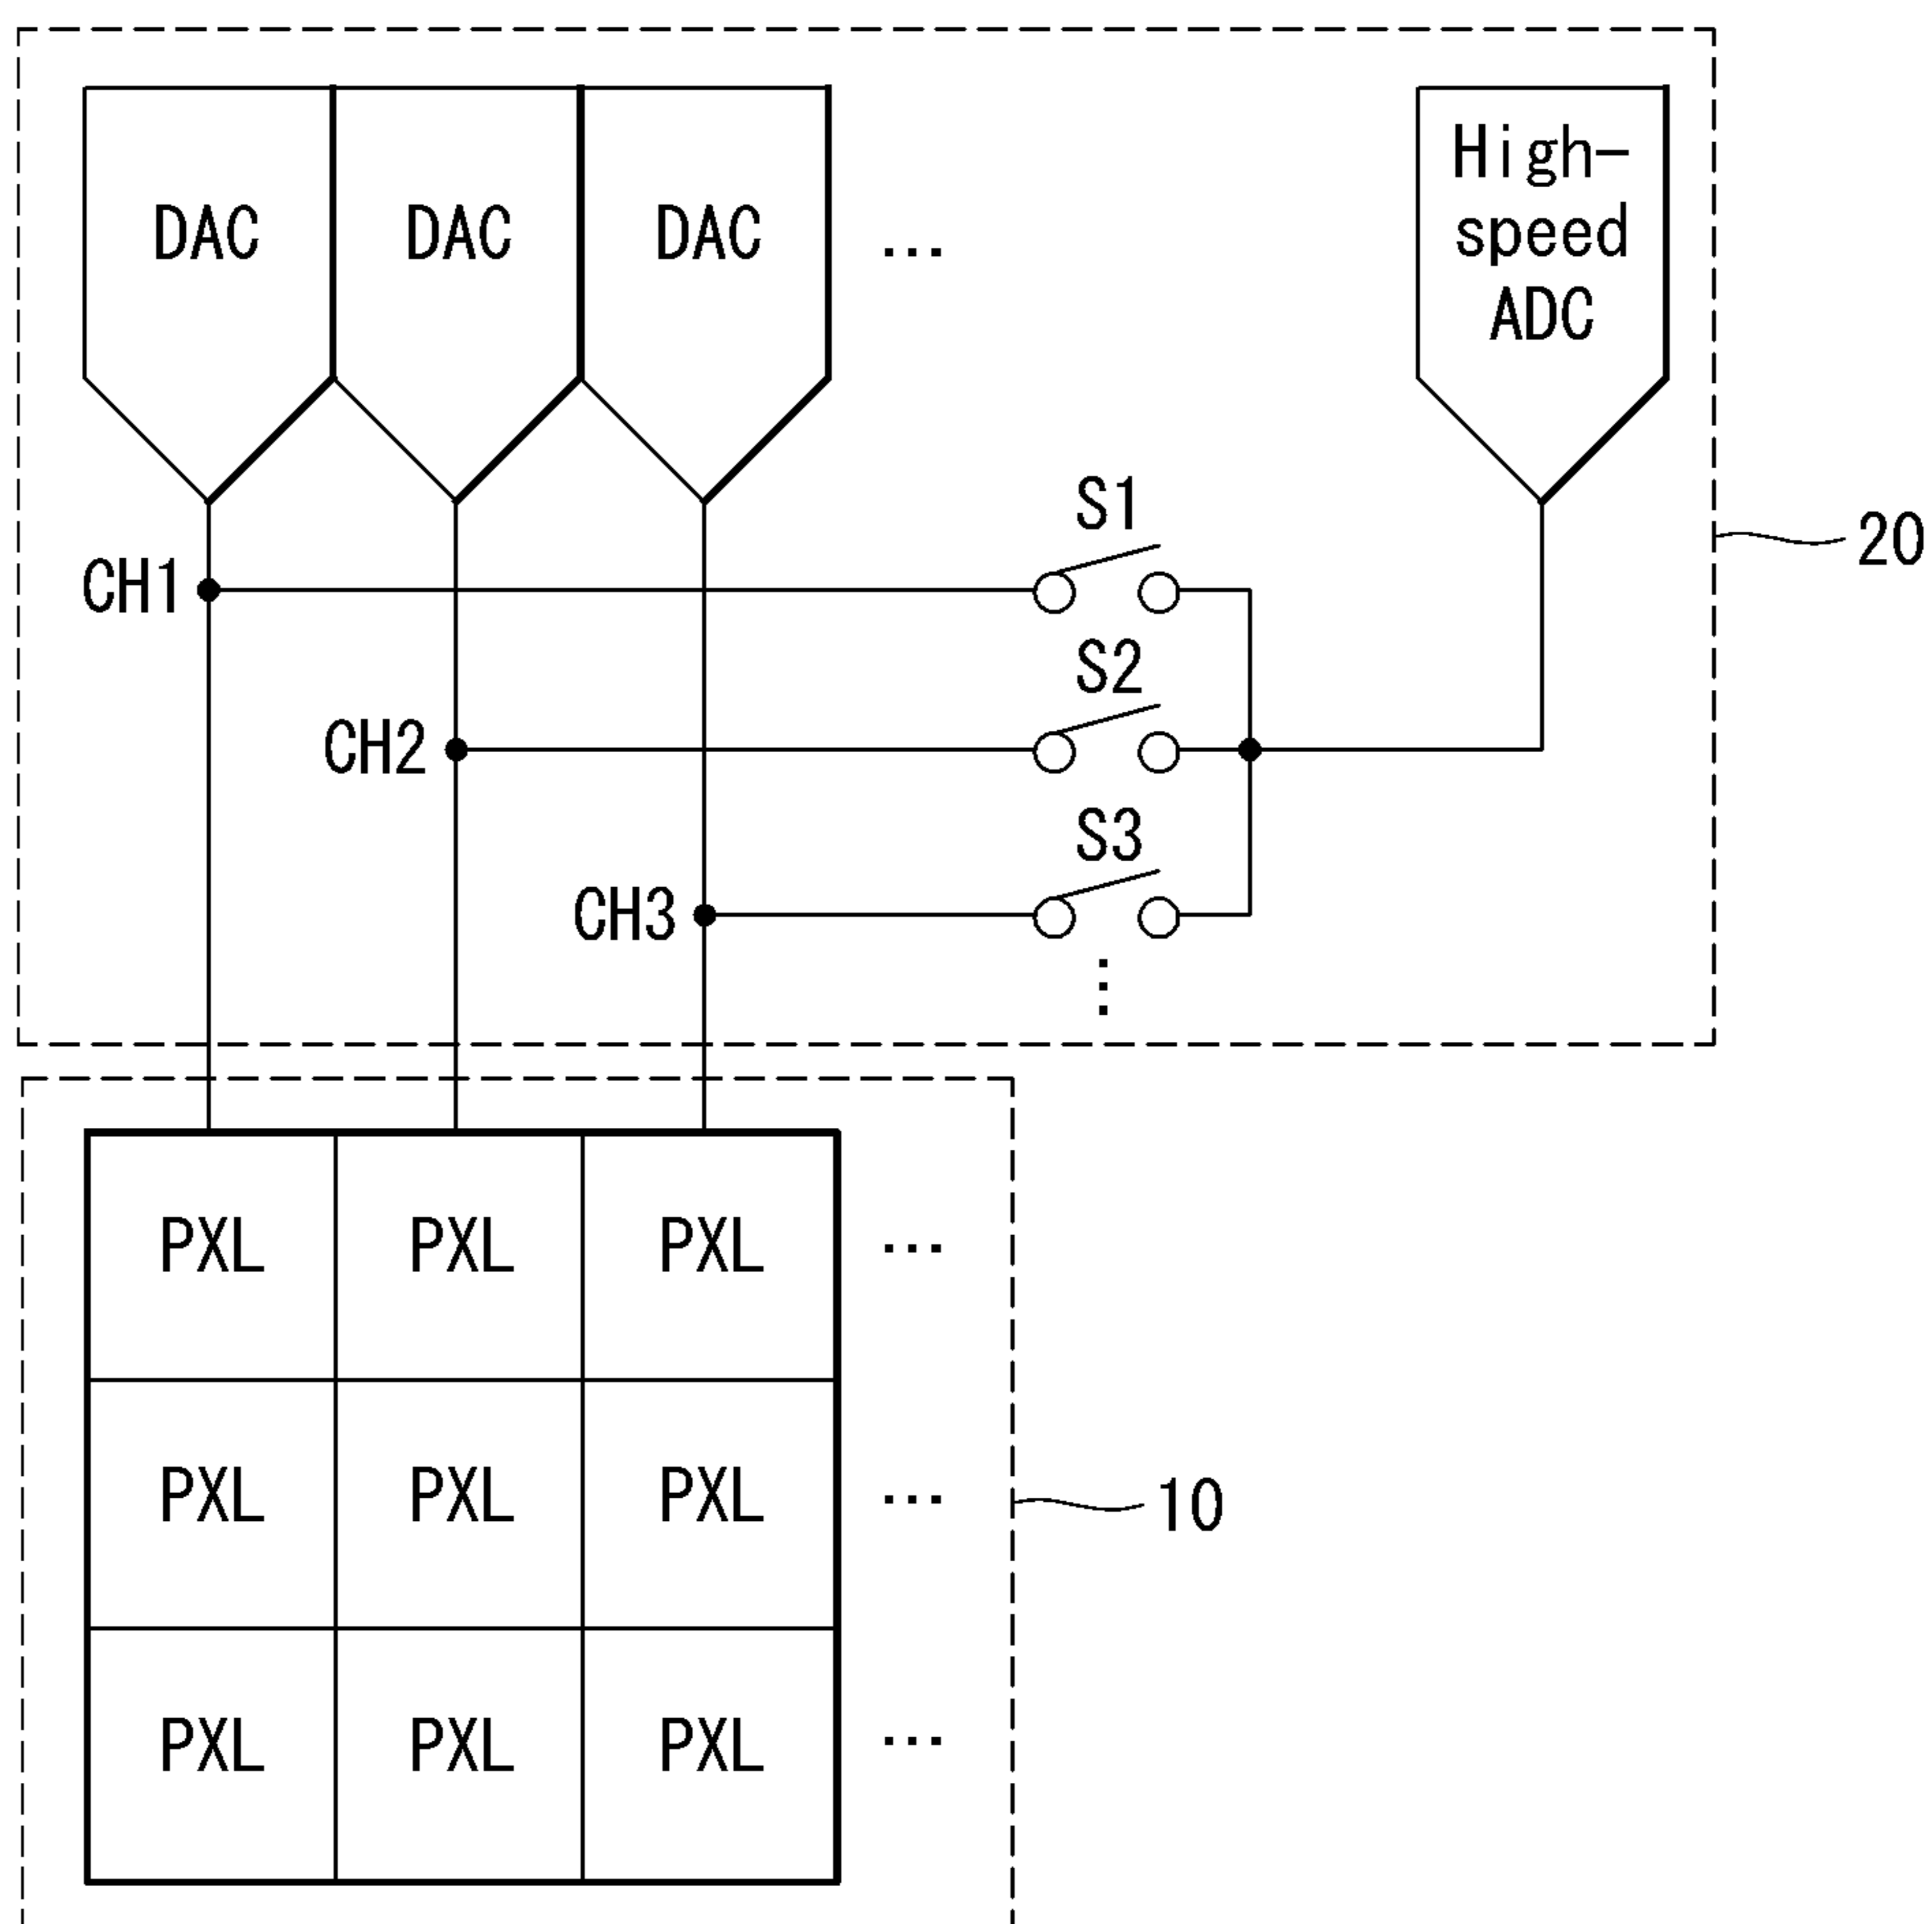 DAC DAC DAC ...
High-
speed
ADC
S1
20
CH1
S2
CH2
S3
CH3
PXL PXL PXL ...
PXL PXL PXL ...
10
PXL PXL PXL ...